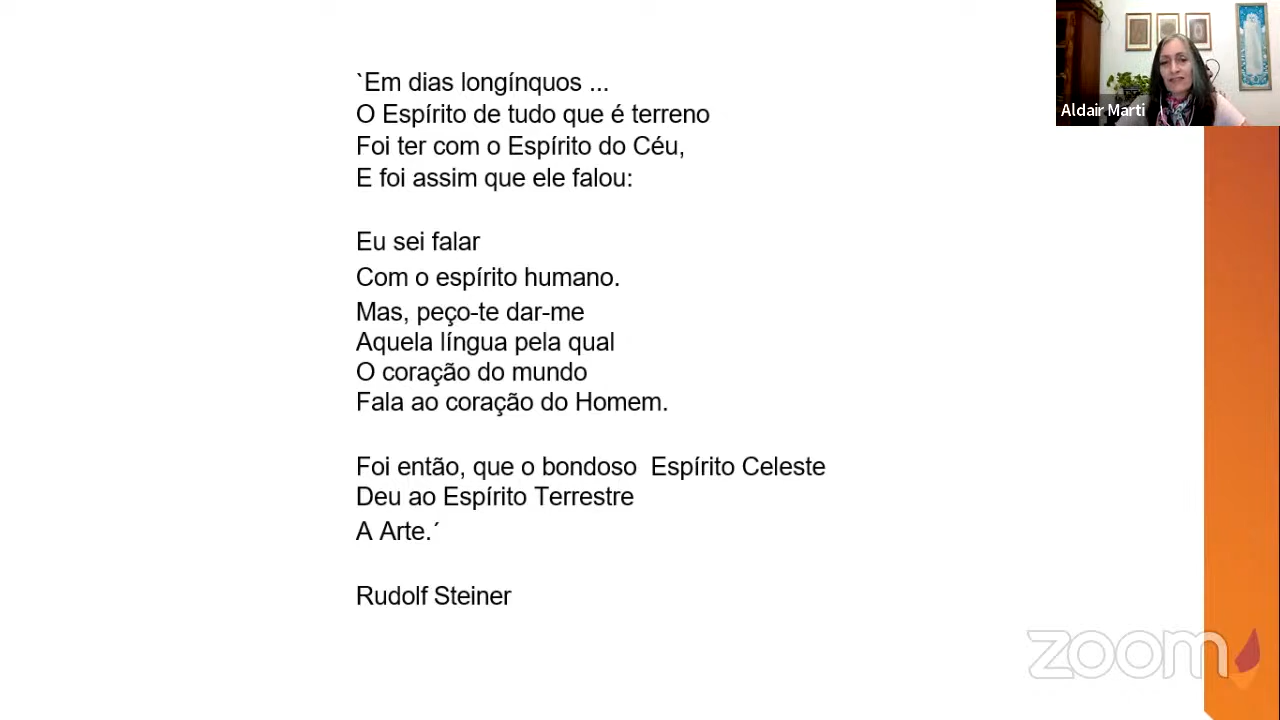 `Em dias longínquos ...
O Espírito de tudo que é terreno
Foi ter com o Espírito do Céu,
E foi assim que ele falou:
Eu sei falar
Com o espírito humano.
Mas, peço-te dar-me
Aquela língua pela qual
O coração do mundo
Fala ao coração do Homem.
Foi então, que o bondoso  Espírito Celeste
Deu ao Espírito Terrestre
A Arte.´
Rudolf Steiner
Aldair Marti
zoom